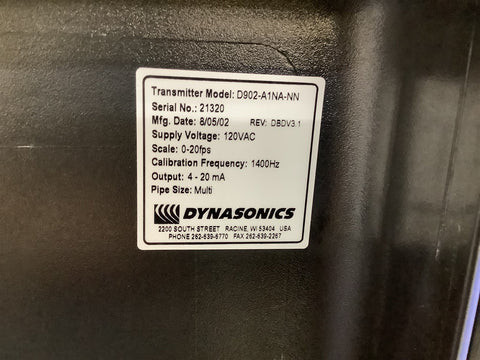 Transmitter Model: D902-A1NA-NN
Serial No.: 21320
Mfg. Date: 8/05/02 REV: DBDV3.1
Supply Voltage: 120VAC
Scale: 0-20fps
Calibration Frequency: 1400Hz
Output: 4 - 20 mA
Pipe Size: Multi
DYNASONICS
2200 SOUTH STREET RACINE, WI 53404 USA
PHONE 262-639-6770 FAX 262-639-2267